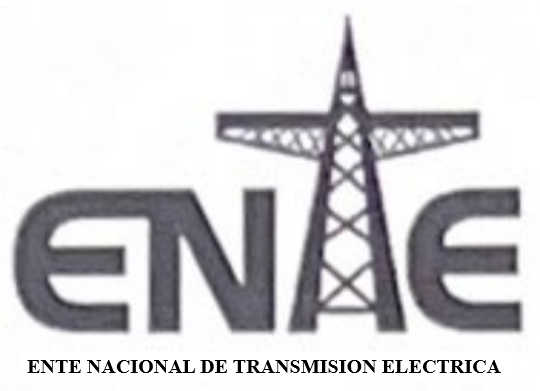 ENTE
ENTE NACIONAL DE TRANSMISION ELECTRICA